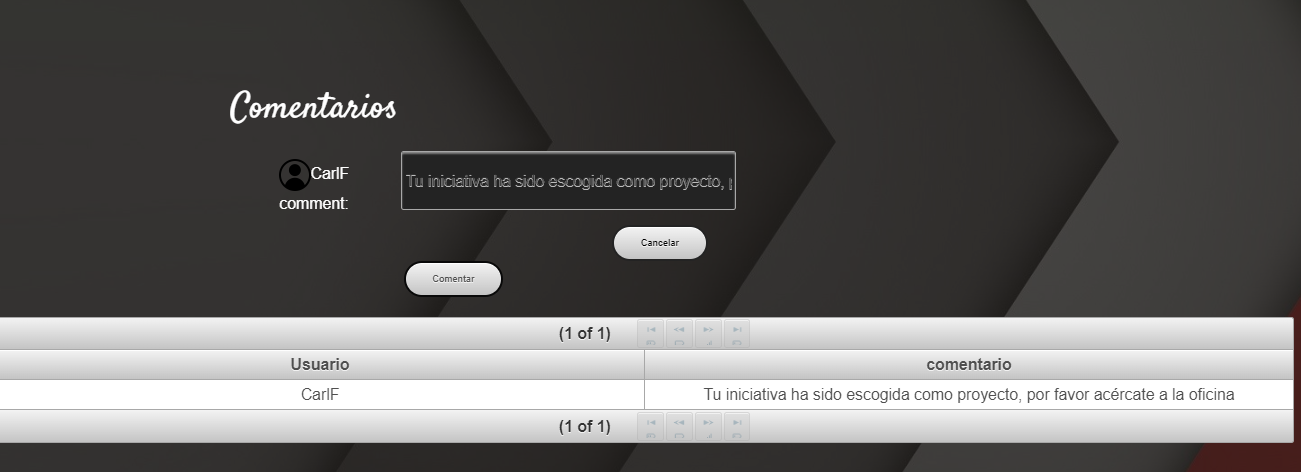 Comentarios
CarlF
comment:
Tu iniciativa ha sido escogida como proyecto,
Cancelar
Comentar
(1 of 1)
Usuario comentario
CarlF Tu iniciativa ha sido escogida como proyecto, por favor acércate a la oficina
(1 of 1)